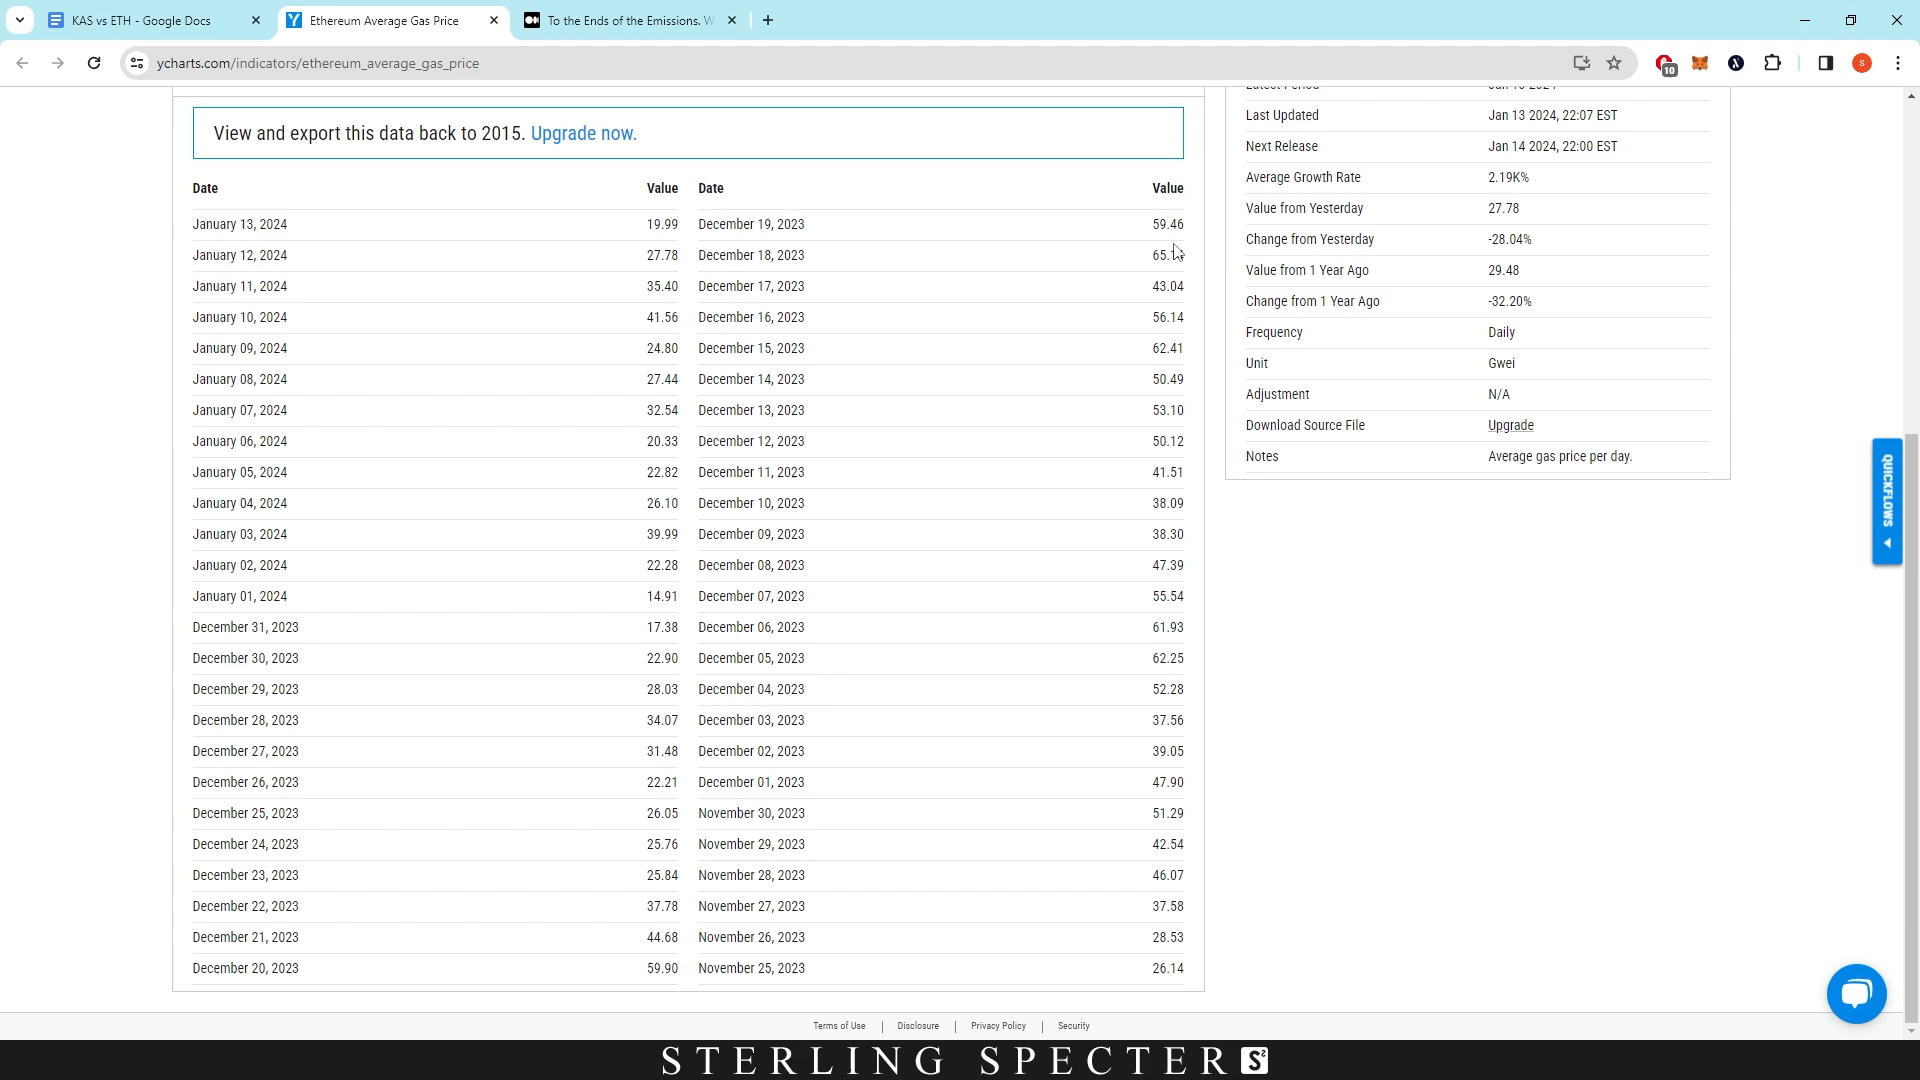 KAS vs ETH - Google Docs
Ethereum Average Gas Price
To the Ends of the Emissions.
ycharts.com/indicators/ethereum_average_gas_price
10
S
View and export this data back to 2015. Upgrade now.
Date Value Date Value
January 13, 2024 19.99 December 19, 2023 59.46
January 12, 2024 27.78 December 18, 2023
January 11, 2024 35.40 December 17, 2023 43.04
January 10, 2024 41.56 December 16, 2023 56.14
January 09, 2024 24.80 December 15, 2023 62.41
January 08, 2024 27.44 December 14, 2023 50.49
January 07, 2024 32.54 December 13, 2023 53.10
January 06, 2024 20.33 December 12, 2023 50.12
January 05, 2024 22.82 December 11, 2023 41.51
January 04, 2024 26.10 December 10, 2023 38.09
January 03, 2024 39.99 December 09, 2023 38.30
January 02, 2024 22.28 December 08, 2023 47.39
January 01, 2024 14.91 December 07, 2023 55.54
December 31, 2023 17.38 December 06, 2023 61.93
December 30, 2023 22.90 December 05, 2023 62.25
December 29, 2023 28.03 December 04, 2023 52.28
December 28, 2023 34.07 December 03, 2023 37.56
December 27, 2023 31.48 December 02, 2023 39.05
December 26, 2023 22.21 December 01, 2023 47.90
December 25, 2023 26.05 November 30, 2023 51.29
December 24, 2023 25.76 November 29, 2023 42.54
December 23, 2023 25.84 November 28, 2023 46.07
December 22, 2023 37.78 November 27, 2023 37.58
December 21, 2023 44.68 November 26, 2023 28.53
December 20, 2023 59.90 November 25, 2023 26.14
Last Updated Jan 13 2024, 22:07 EST
Next Release Jan 14 2024, 22:00 EST
Average Growth Rate 2.19K%
Value from Yesterday 27.78
Change from Yesterday -28.04%
Value from 1 Year Ago 29.48
Change from 1 Year Ago -32.20%
Frequency Daily
Unit Gwei
Adjustment N/A
Download Source File Upgrade
Notes Average gas price per day.
QUICKFLOWS
Terms of Use | Disclosure | Privacy Policy | Security
STERLING SPECTER S²